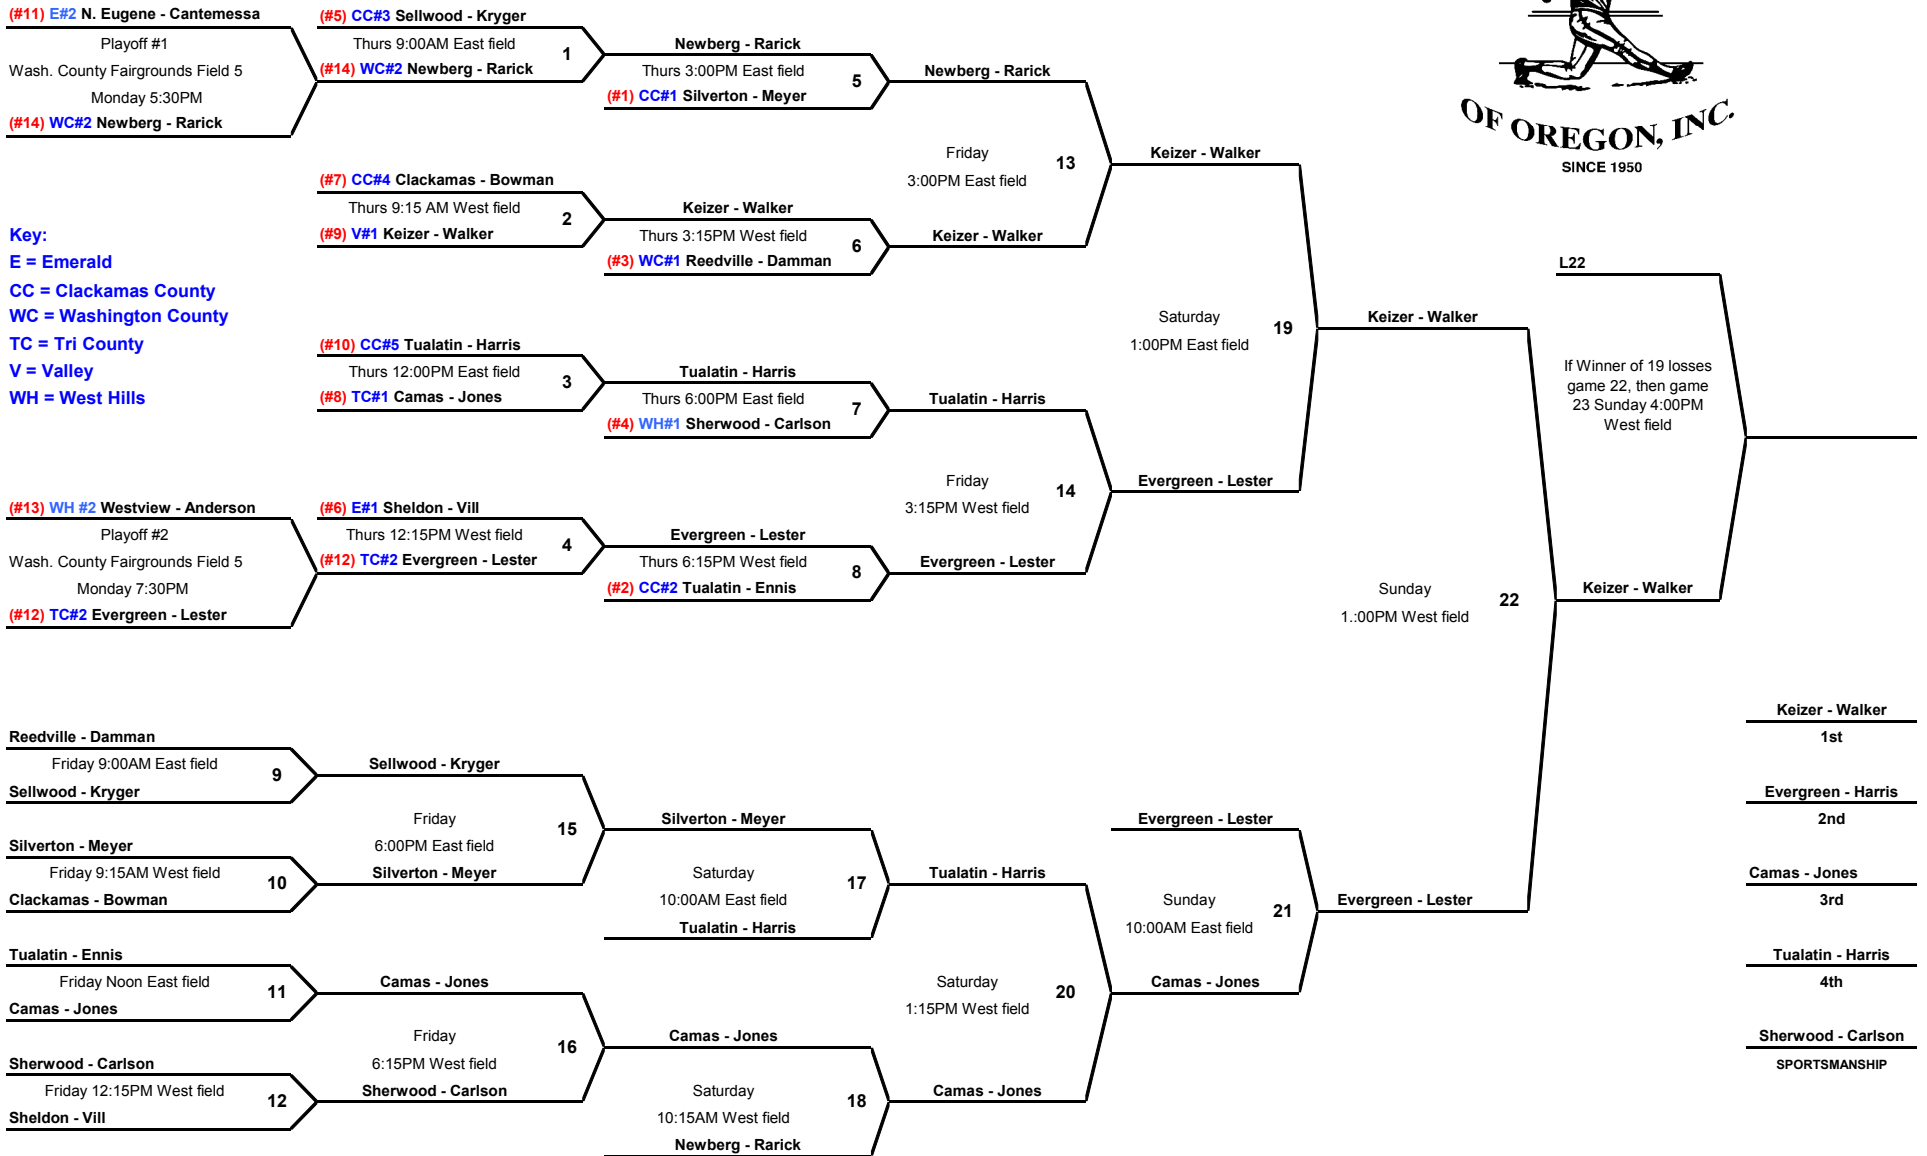 (#11) E#2 N. Eugene - Cantemessa
Playoff #1
Wash. County Fairgrounds Field 5
Monday 5:30PM
(#14) WC#2 Newberg - Rarick
Key:
E = Emerald
CC = Clackamas County
WC = Washington County
TC = Tri County
V = Valley
WH = West Hills
(#13) WH #2 Westview - Anderson
Playoff #2
Wash. County Fairgrounds Field 5
Monday 7:30PM
(#12) TC#2 Evergreen - Lester
(#5) CC#3 Sellwood - Kryger
Thurs 9:00AM East field
1
(#14) WC#2 Newberg - Rarick
(#7) CC#4 Clackamas - Bowman
Thurs 9:15 AM West field
2
(#9) V#1 Keizer - Walker
(#10) CC#5 Tualatin - Harris
Thurs 12:00PM East field
3
(#8) TC#1 Camas - Jones
(#6) E#1 Sheldon - Vill
Thurs 12:15PM West field
4
(#12) TC#2 Evergreen - Lester
Newberg - Rarick
Thurs 3:00PM East field
5
(#1) CC#1 Silverton - Meyer
Keizer - Walker
Thurs 3:15PM West field
6
(#3) WC#1 Reedville - Damman
Tualatin - Harris
Thurs 6:00PM East field
7
(#4) WH#1 Sherwood - Carlson
Evergreen - Lester
Thurs 6:15PM West field
8
(#2) CC#2 Tualatin - Ennis
Newberg - Rarick
Friday
3:00PM East field
13
Keizer - Walker
Tualatin - Harris
Friday
3:15PM West field
14
Evergreen - Lester
Keizer - Walker
Saturday
1:00PM East field
19
Evergreen - Lester
Keizer - Walker
Sunday
1.:00PM West field
22
OF OREGON, INC.
SINCE 1950
L22
If Winner of 19 losses
game 22, then game
23 Sunday 4:00PM
West field
Keizer - Walker
Reedville - Damman
Friday 9:00AM East field
9
Sellwood - Kryger
Silverton - Meyer
Friday 9:15AM West field
10
Clackamas - Bowman
Tualatin - Ennis
Friday Noon East field
11
Camas - Jones
Sherwood - Carlson
Friday 12:15PM West field
12
Sheldon - Vill
Sellwood - Kryger
Friday
6:00PM East field
15
Silverton - Meyer
Camas - Jones
Friday
6:15PM West field
16
Sherwood - Carlson
Silverton - Meyer
Saturday
10:00AM East field
17
Tualatin - Harris
Camas - Jones
Saturday
10:15AM West field
18
Newberg - Rarick
Tualatin - Harris
Saturday
1:15PM West field
20
Camas - Jones
Evergreen - Lester
Sunday
10:00AM East field
21
Camas - Jones
Evergreen - Lester
Keizer - Walker
1st
Evergreen - Harris
2nd
Camas - Jones
3rd
Tualatin - Harris
4th
Sherwood - Carlson
SPORTSMANSHIP